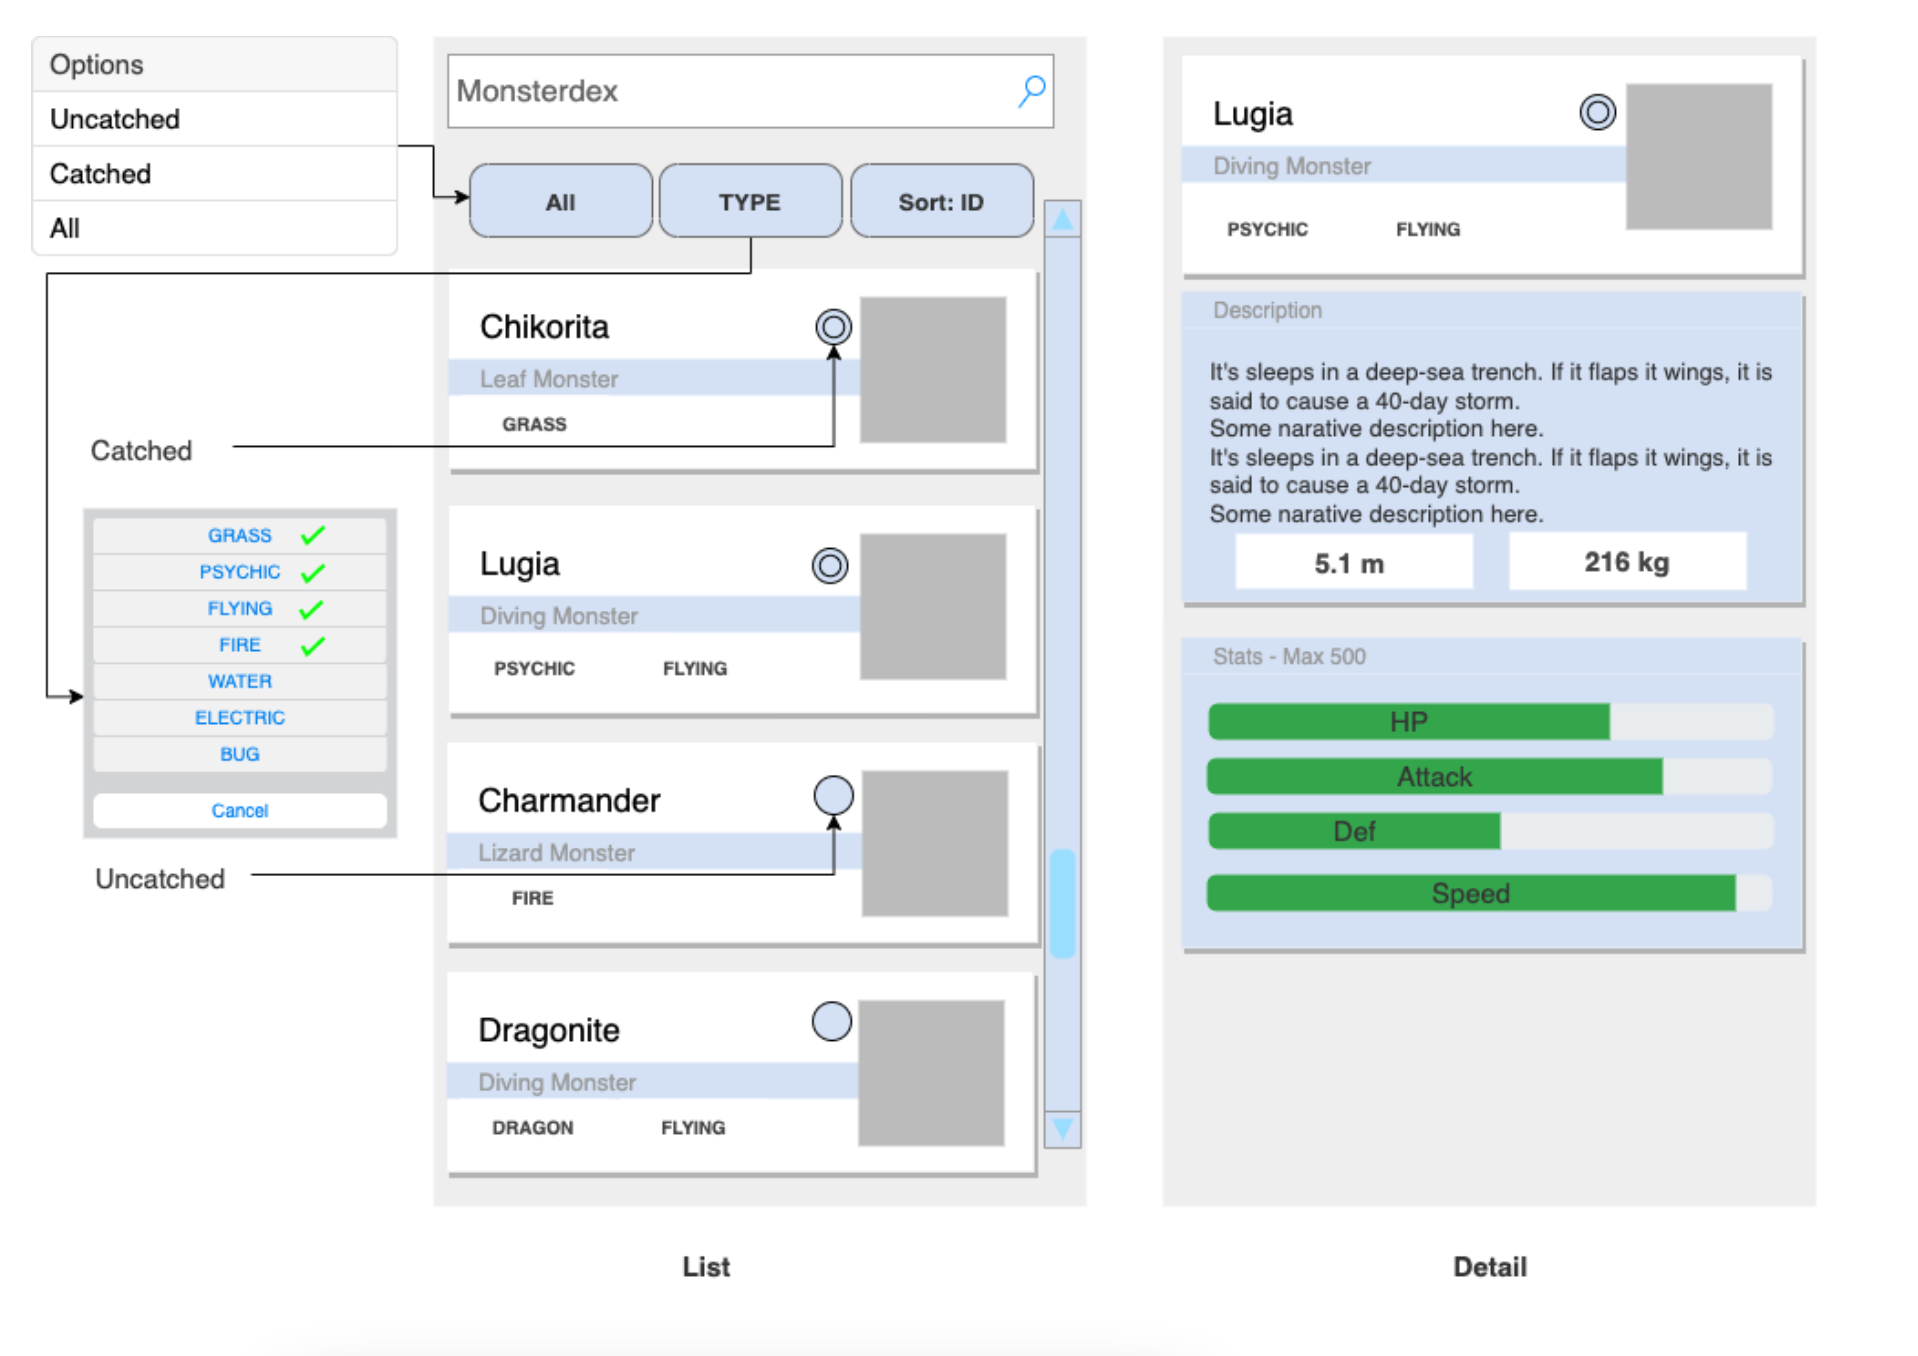 Options
Uncatched
Catched
All
Catched
GRASS
PSYCHIC
FLYING
FIRE
WATER
ELECTRIC
BUG
Cancel
Uncatched
Monsterdex
All TYPE Sort: ID
Chikorita
Leaf Monster
GRASS
Lugia
Diving Monster
PSYCHIC FLYING
Charmander
Lizard Monster
FIRE
Dragonite
Diving Monster
DRAGON FLYING
List
Lugia
Diving Monster
PSYCHIC FLYING
Description
It's sleeps in a deep-sea trench. If it flaps it wings, it is
said to cause a 40-day storm.
Some narative description here.
It's sleeps in a deep-sea trench. If it flaps it wings, it is
said to cause a 40-day storm.
Some narative description here.
5.1 m 216 kg
Stats - Max 500
HP
Attack
Def
Speed
Detail